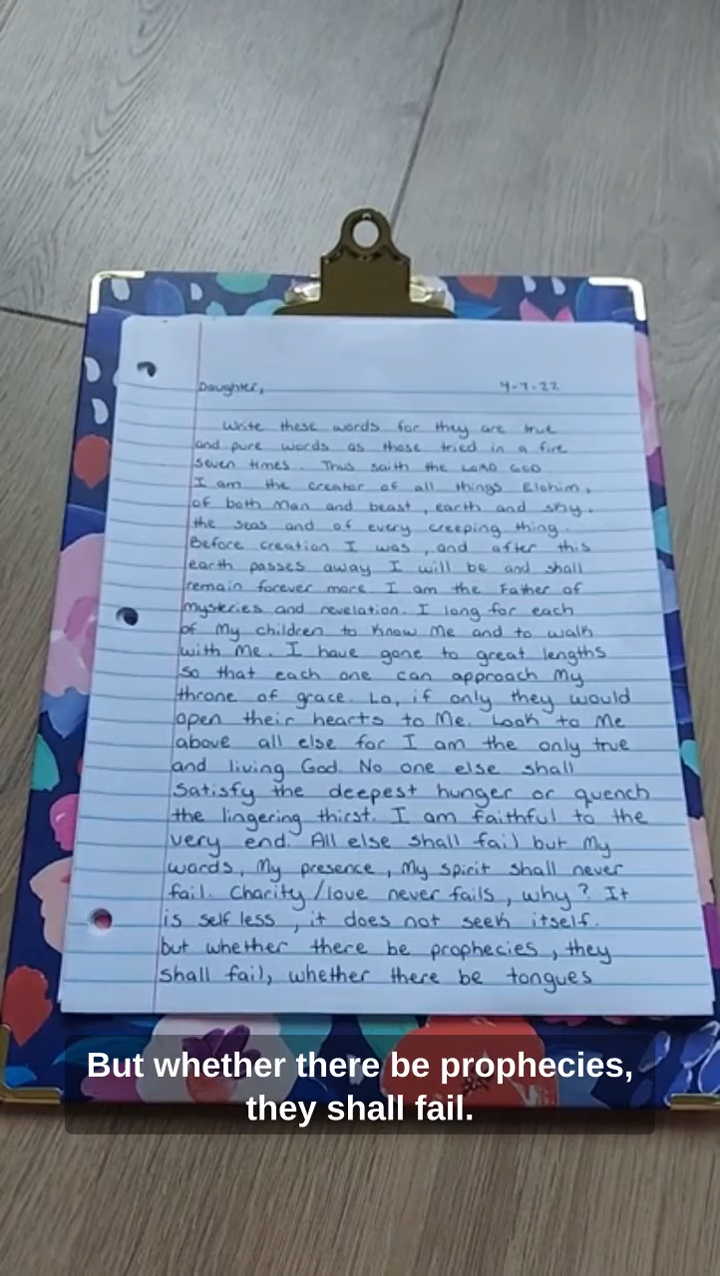 Daughter, 4-7-22
Write these words for they are true
and pure words as those tried in a fire
seven times. Thus saith the LORD GOD
I am the creator of all things Elohim,
of both man and beast, earth and sky.
the seas and of every creeping thing.
Before creation I was, and after this
earth passes away I will be and shall
remain forever more. I am the Father of
mysteries and revelation. I long for each
of My children to know Me and to walk
with Me. I have gone to great lengths
so that each one can approach My
throne of grace. Lo, if only they would
open their hearts to Me. Look to Me
above all else for I am the only true
and living God. No one else shall
satisfy the deepest hunger or quench
the lingering thirst. I am faithful to the
very end. All else shall fail but My
words, My presence, My spirit shall never
fail. Charity/love never fails, why? It
is self less, it does not seek itself.
but whether there be prophecies, they
shall fail, whether there be tongues
But whether there be prophecies,
they shall fail.